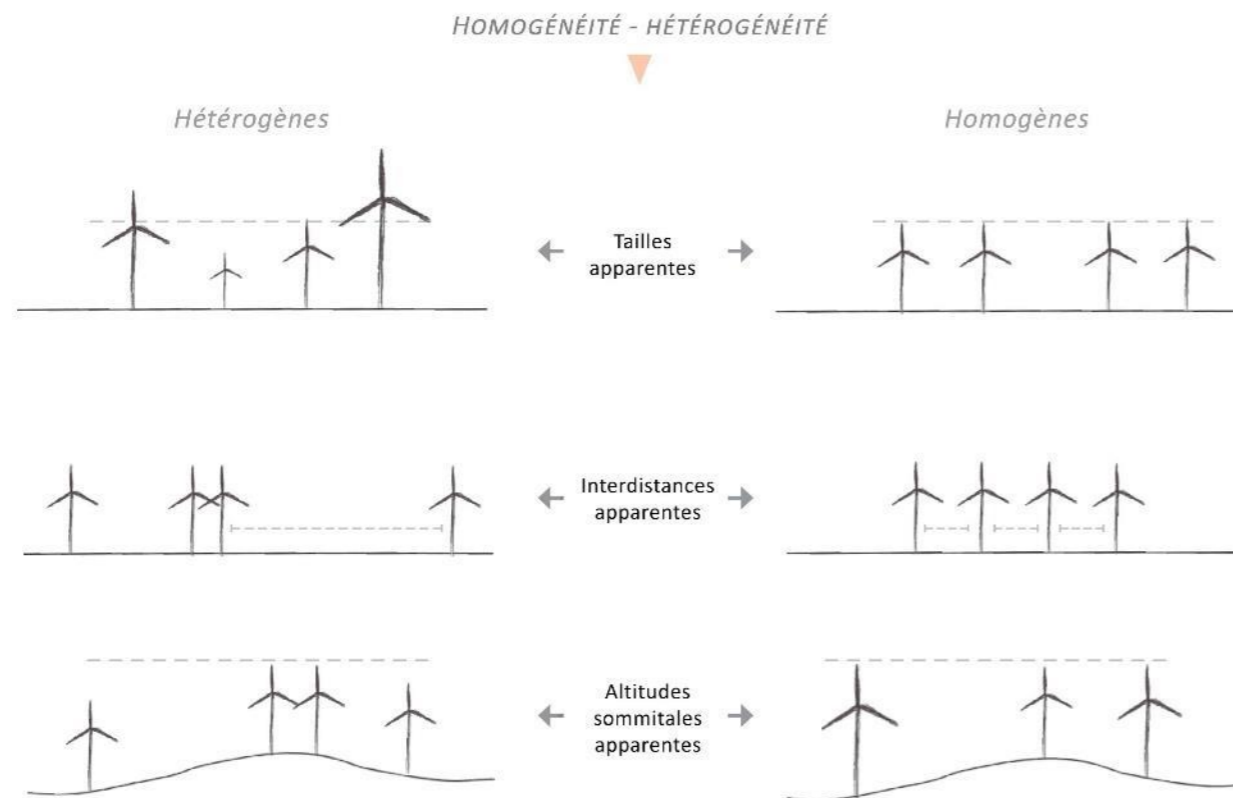 HOMOGÉNÉITÉ - HÉTÉROGÉNÉITÉ
Hétérogènes
Homogènes
Tailles
apparentes
Interdistances
apparentes
Altitudes
sommitales
apparentes